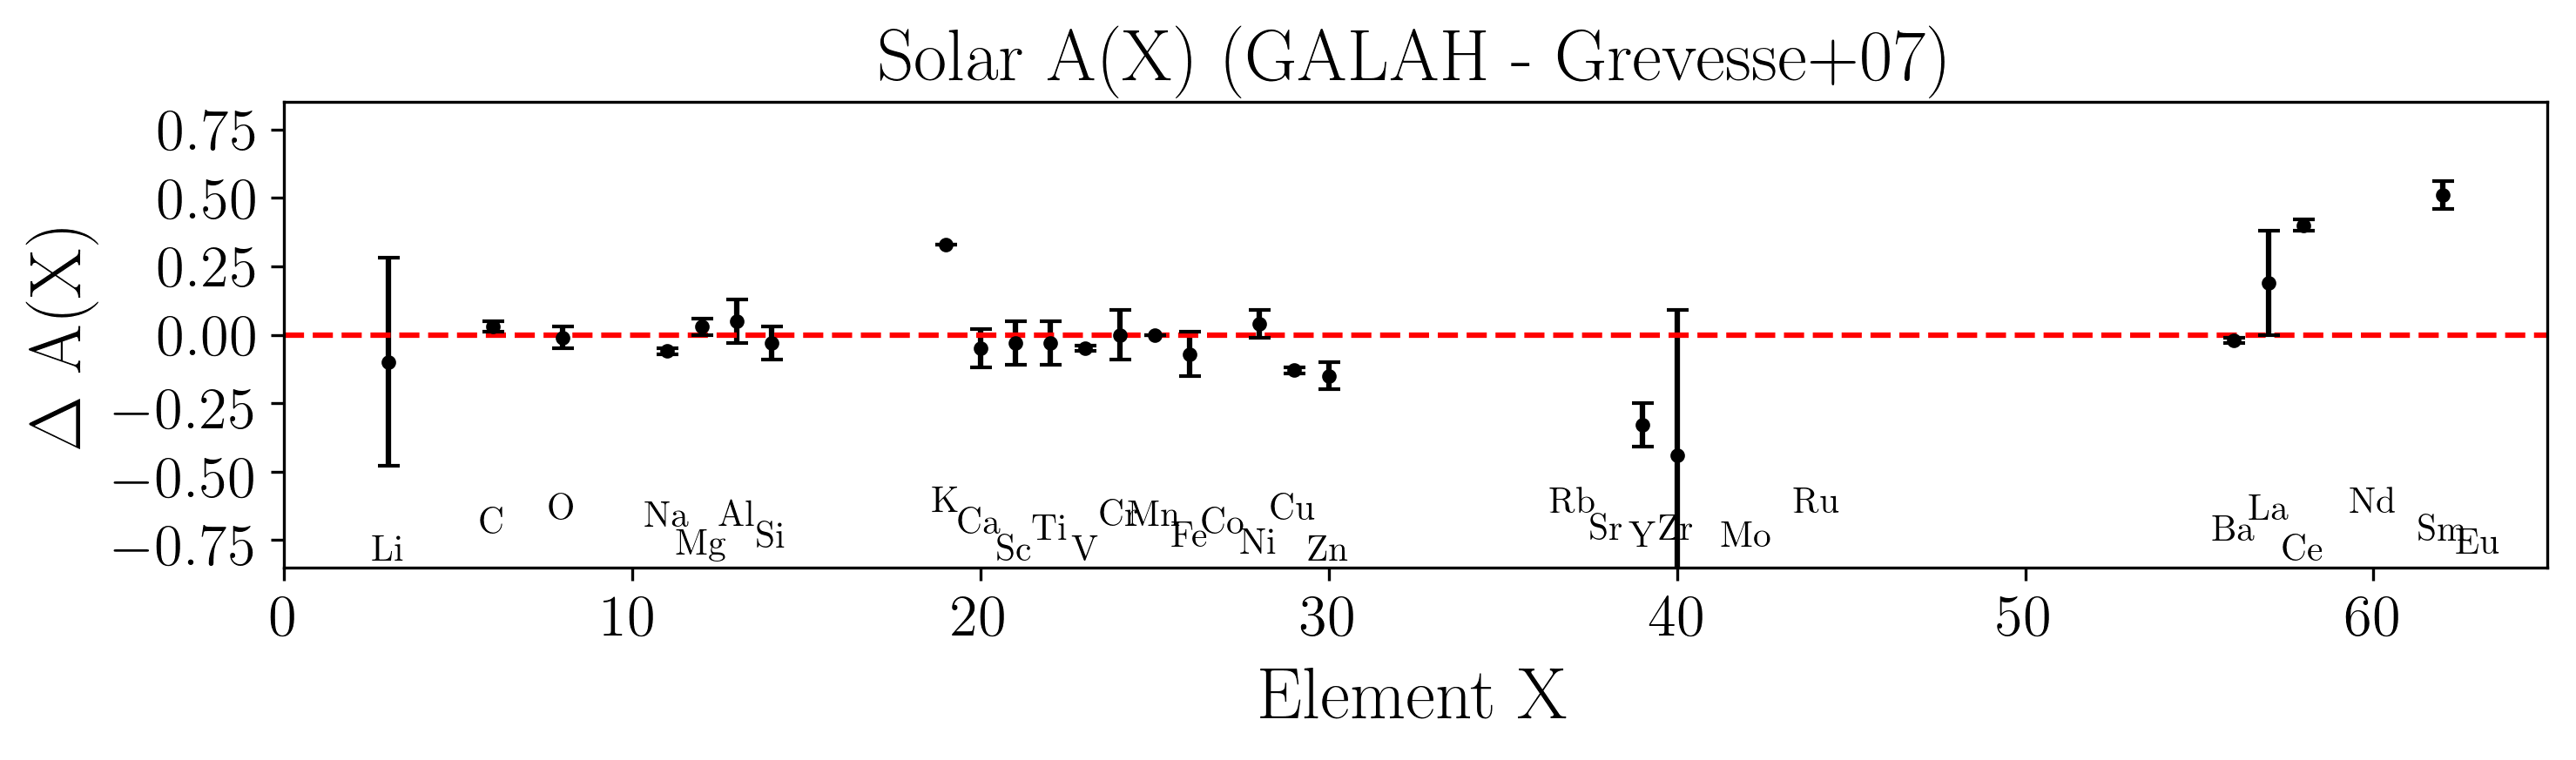 Solar A(X) (GALAH - Grevesse+07)
Δ A(X)
0.75
0.50
0.25
0.00
−0.25
−0.50
−0.75
Li
C
O
Na
Mg
Al
Si
K
Ca
Sc
Ti
V
Cr
Mn
Fe
Co
Ni
Cu
Zn
Rb
Sr
Y
Zr
Mo
Ru
Ba
La
Ce
Nd
Sm
Eu
0 10 20 30 40 50 60
Element X